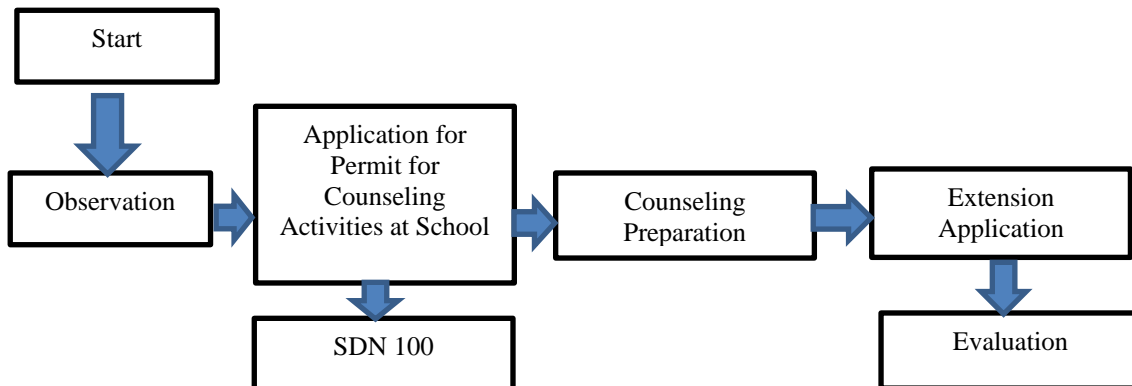 Start
Observation
Application for
Permit for
Counseling
Activities at School
SDN 100
Counseling
Preparation
Extension
Application
Evaluation